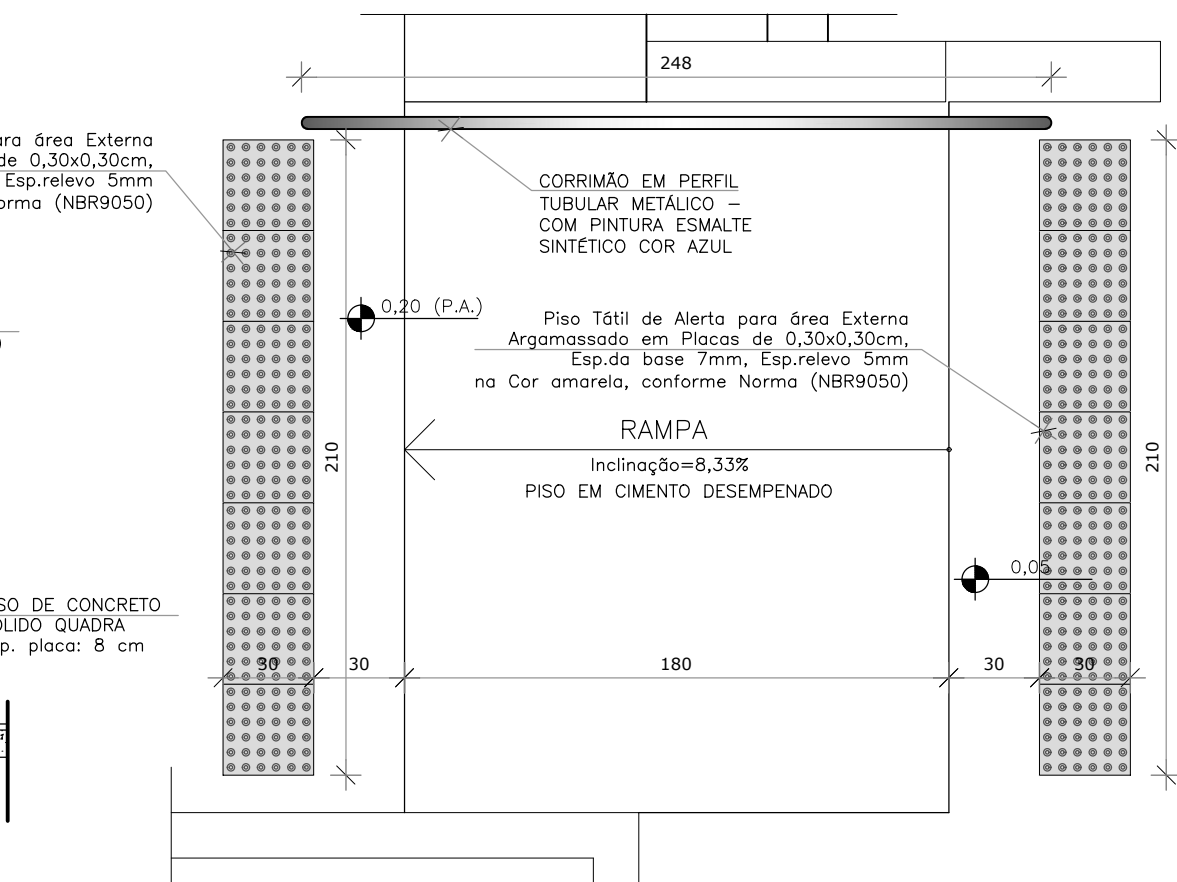 248
ara área Externa
de 0,30x0,30cm,
Esp.relevo 5mm
orma (NBR9050)
CORRIMÃO EM PERFIL
TUBULAR METÁLICO –
COM PINTURA ESMALTE
SINTÉTICO COR AZUL
0,20 (P.A.)
Piso Tátil de Alerta para área Externa
Argamassado em Placas de 0,30x0,30cm,
Esp.da base 7mm, Esp.relevo 5mm
na Cor amarela, conforme Norma (NBR9050)
210
RAMPA
Inclinação=8,33%
PISO EM CIMENTO DESEMPENADO
210
0,05
SO DE CONCRETO
OLIDO QUADRA
p. placa: 8 cm
30 30 180 30 30